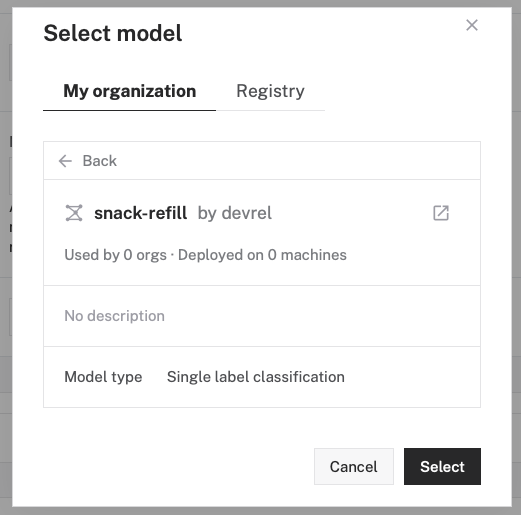 Select model
My organization Registry
Back
snack-refill by devrel
Used by 0 orgs · Deployed on 0 machines
No description
Model type Single label classification
Cancel Select